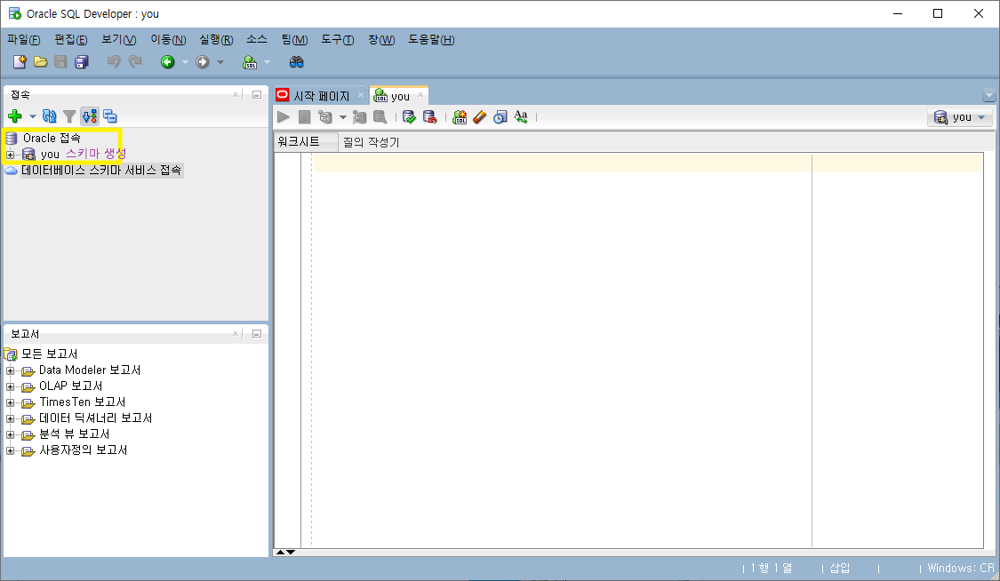 Oracle SQL Developer : you
파일(F) 편집(E) 보기(V) 이동(N) 실행(R) 소스 팀(M) 도구(T) 창(W) 도움말(H)
접속
Oracle 접속
you 스키마 생성
데이터베이스 스키마 서비스 접속
보고서
모든 보고서
Data Modeler 보고서
OLAP 보고서
TimesTen 보고서
데이터 딕셔너리 보고서
분석 뷰 보고서
사용자정의 보고서
시작 페이지 you
you
워크시트 질의 작성기
1 행 1 열 삽입 Windows: CR